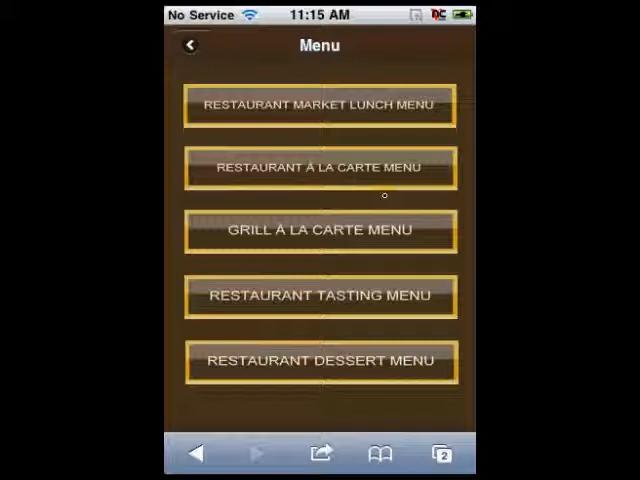 No Service 11:15 AM
Menu
RESTAURANT MARKET LUNCH MENU
RESTAURANT À LA CARTE MENU
GRILL À LA CARTE MENU
RESTAURANT TASTING MENU
RESTAURANT DESSERT MENU
2